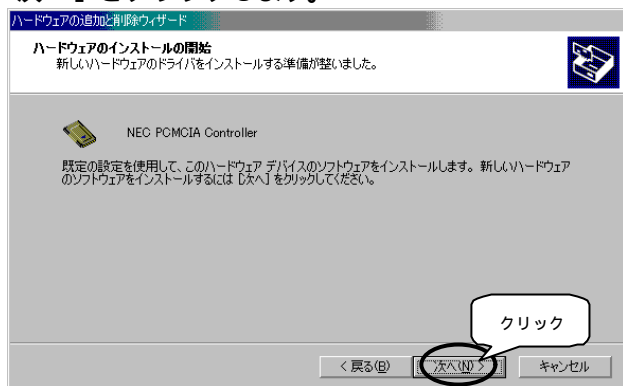 ハードウェアの追加と削除ウィザード
ハードウェアのインストールの開始
新しいハードウェアのドライバをインストールする準備が整いました。
NEC PCMCIA Controller
既定の設定を使用して、このハードウェア デバイスのソフトウェアをインストールします。新しいハードウェア
のソフトウェアをインストールするには [次へ] をクリックしてください。
クリック
< 戻る(B)
次へ(N) >
キャンセル